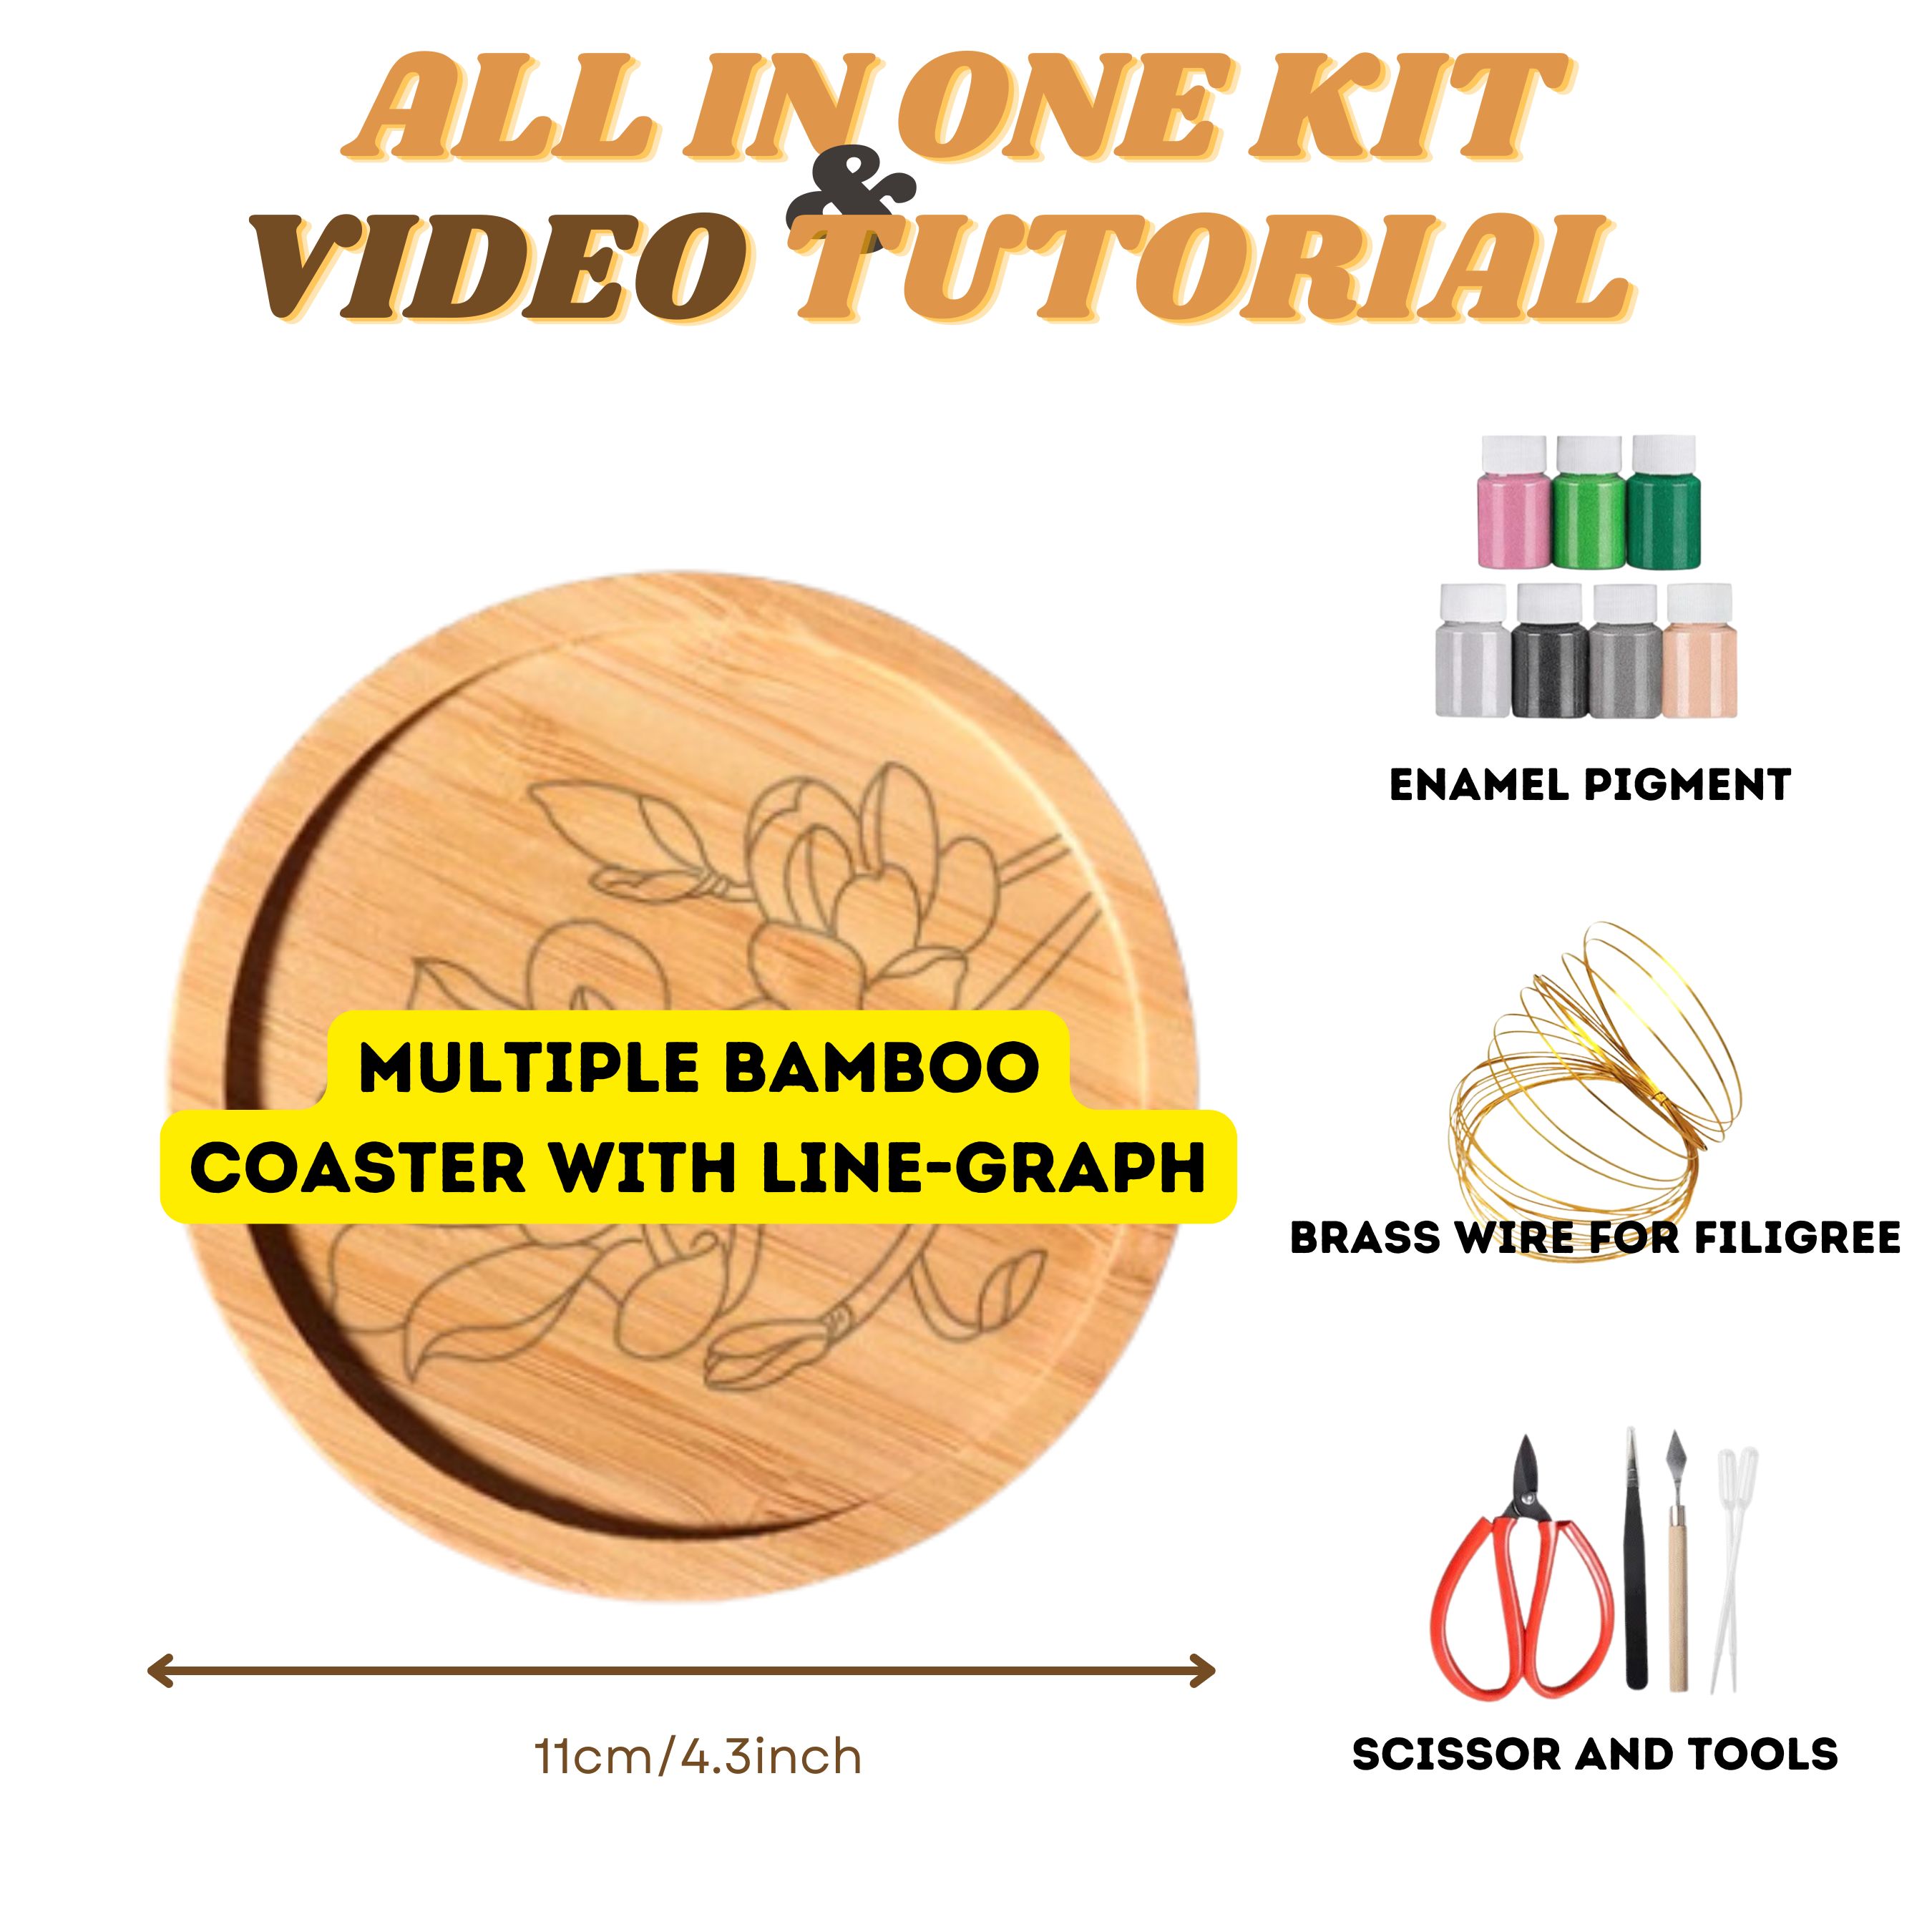 ALL IN ONE KIT
&
VIDEO TUTORIAL
ENAMEL PIGMENT
MULTIPLE BAMBOO
COASTER WITH LINE-GRAPH
BRASS WIRE FOR FILIGREE
11cm/4.3inch
SCISSOR AND TOOLS